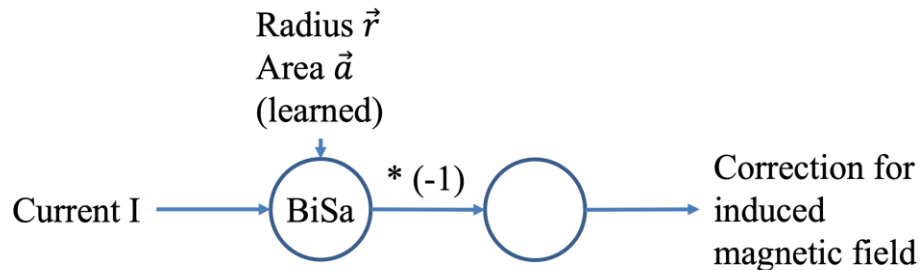 Radius r⃗
Area a⃗
(learned)
* (-1)
Current I
BiSa
Correction for
induced
magnetic field